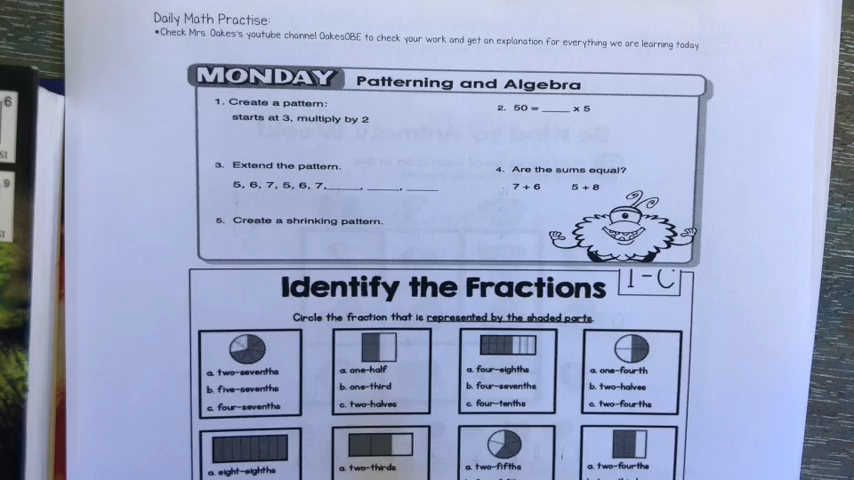 Daily Math Practise:
*Check Mrs. Oakes's youtube channel OakesOBE to check your work and get an explanation for everything we are learning today.
MONDAY Patterning and Algebra
1. Create a pattern:
starts at 3, multiply by 2
2. 50 = ____ x 5
3. Extend the pattern.
5, 6, 7, 5, 6, 7, ____, ____, ____
4. Are the sums equal?
7 + 6 5 + 8
5. Create a shrinking pattern.
1-C
Identify the Fractions
Circle the fraction that is represented by the shaded parts.
a. two-sevenths
b. five-sevenths
c. four-sevenths
a. one-half
b. one-third
c. two-halves
a. four-eighths
b. four-sevenths
c. four-tenths
a. one-fourth
b. two-halves
c. two-fourths
a. eight-eighths
a. two-thirds
a. two-fifths
a. two-fourths
6
9